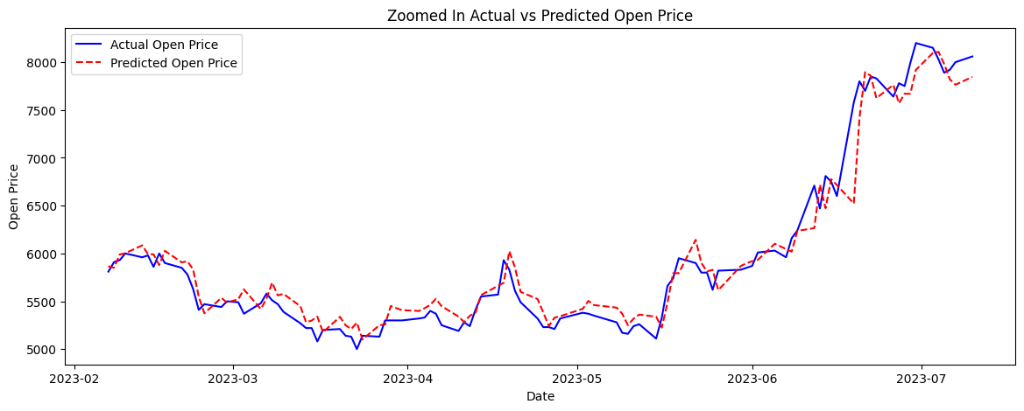 Zoomed In Actual vs Predicted Open Price
Actual Open Price
Predicted Open Price
Open Price
8000
7500
7000
6500
6000
5500
5000
2023-02 2023-03 2023-04 2023-05 2023-06 2023-07
Date